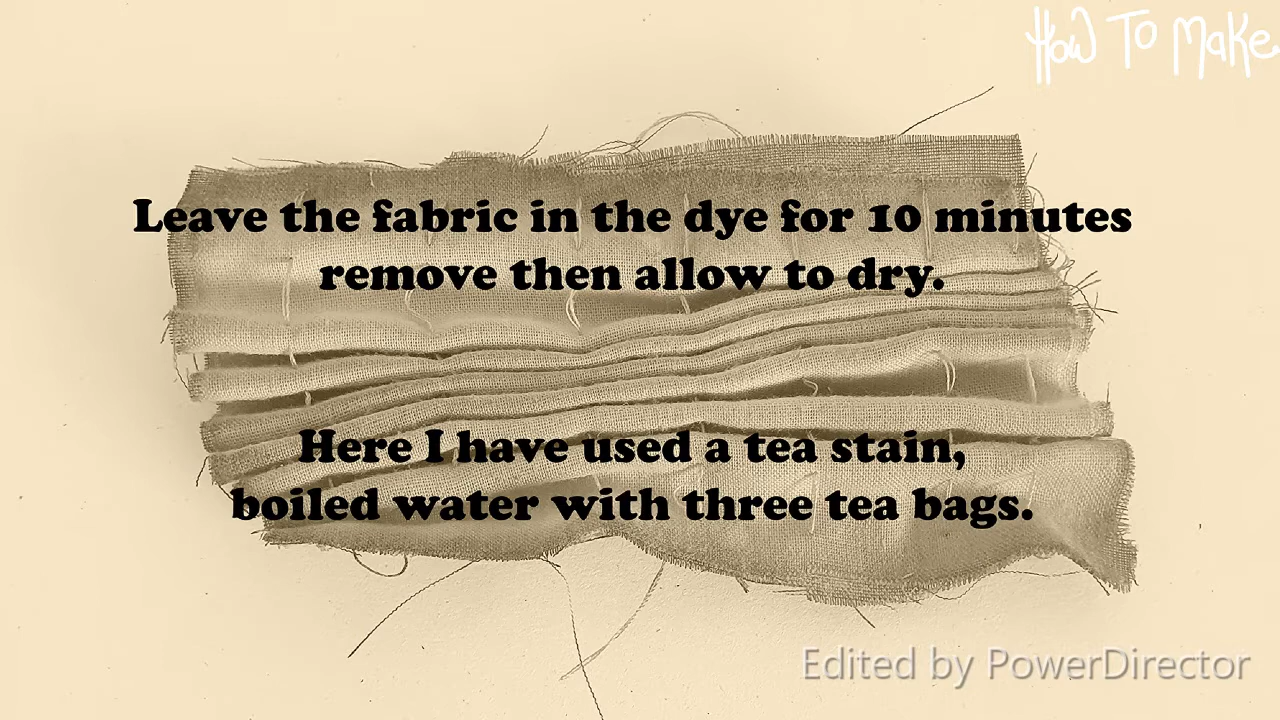 How To Make
Leave the fabric in the dye for 10 minutes
remove then allow to dry.
Here I have used a tea stain,
boiled water with three tea bags.
Edited by PowerDirector